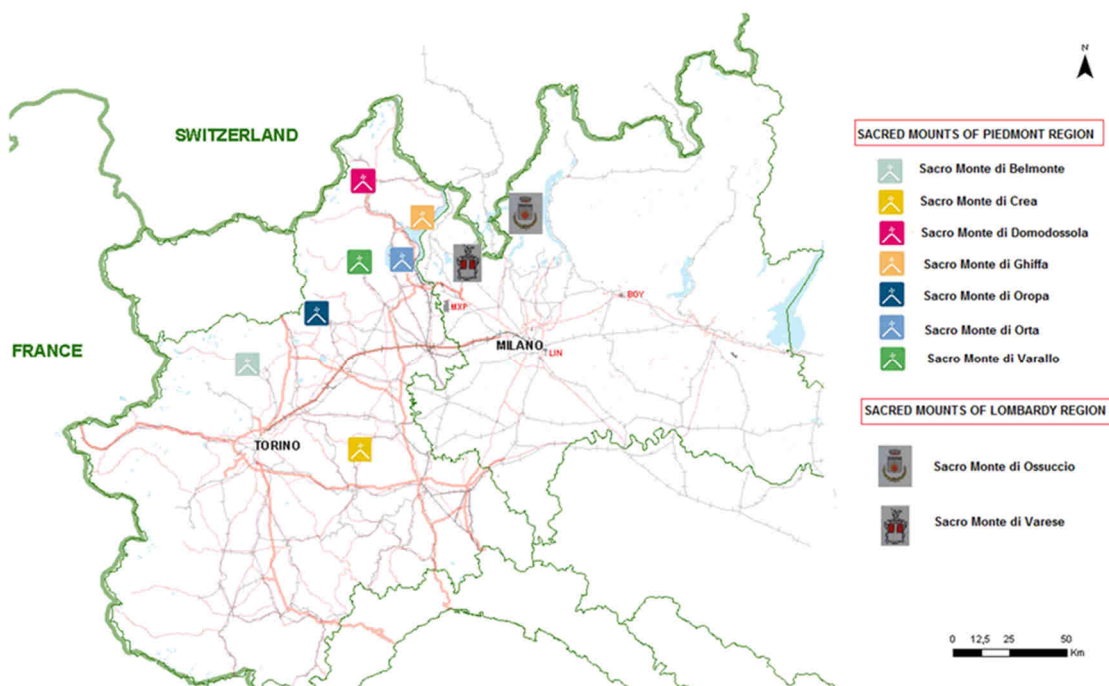 N
SWITZERLAND
FRANCE
MXP
BGY
MILANO
LIN
TORINO
SACRED MOUNTS OF PIEDMONT REGION
Sacro Monte di Belmonte
Sacro Monte di Crea
Sacro Monte di Domodossola
Sacro Monte di Ghiffa
Sacro Monte di Oropa
Sacro Monte di Orta
Sacro Monte di Varallo
SACRED MOUNTS OF LOMBARDY REGION
Sacro Monte di Ossuccio
Sacro Monte di Varese
0 12,5 25 50
Km